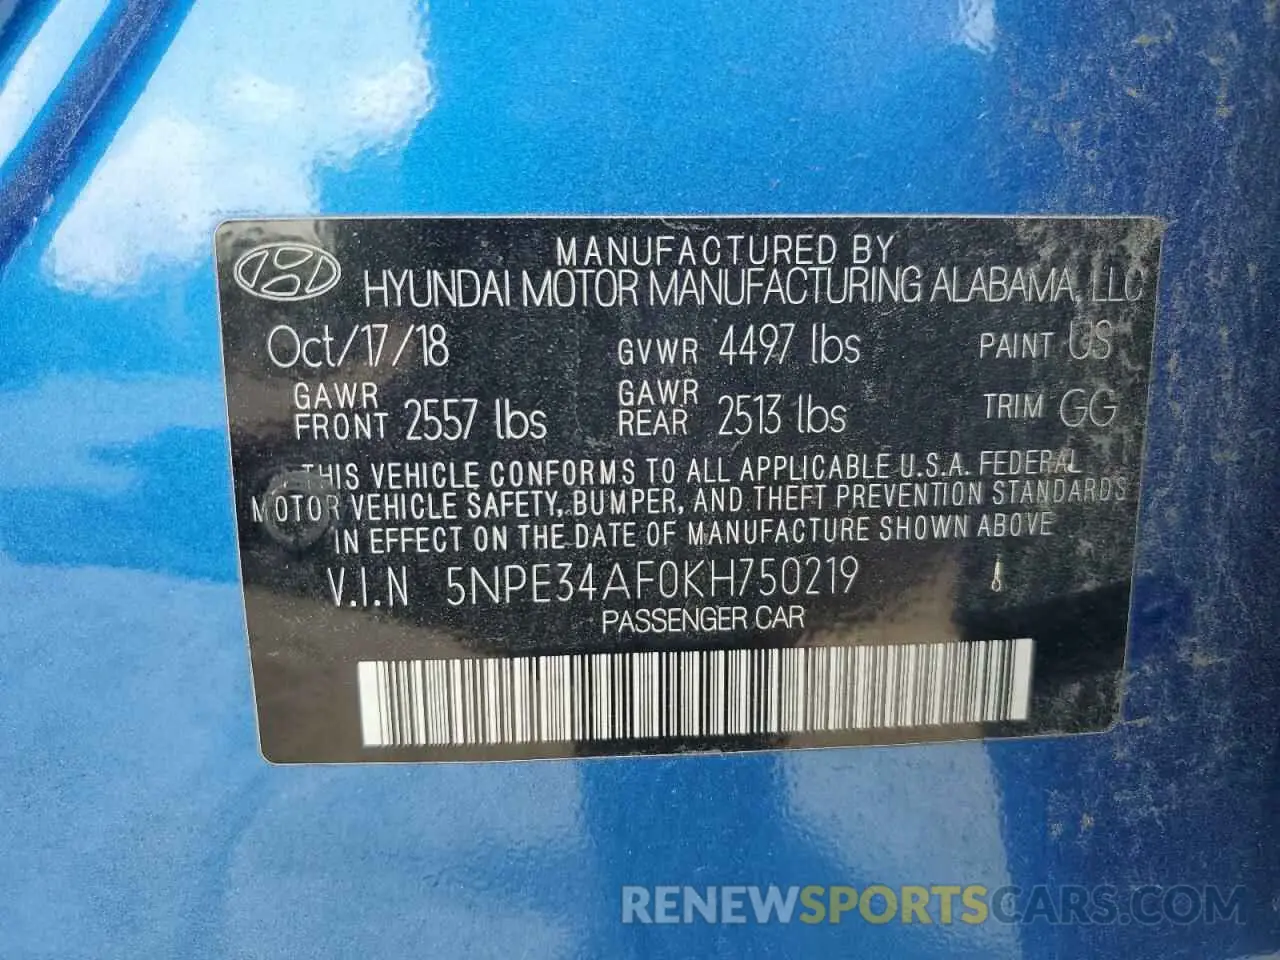 MANUFACTURED BY
HYUNDAI MOTOR MANUFACTURING ALABAMA, LLC
Oct/17/18 GVWR 4497 lbs PAINT US
GAWR FRONT 2557 lbs GAWR REAR 2513 lbs TRIM GG
THIS VEHICLE CONFORMS TO ALL APPLICABLE U.S.A. FEDERAL
MOTOR VEHICLE SAFETY, BUMPER, AND THEFT PREVENTION STANDARDS
IN EFFECT ON THE DATE OF MANUFACTURE SHOWN ABOVE
V.I.N 5NPE34AF0KH750219
PASSENGER CAR
RENEWSPORTSCARS.COM